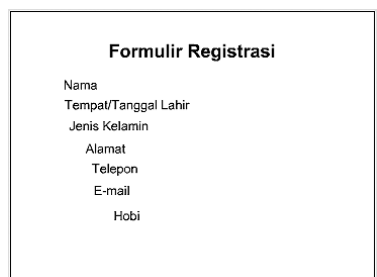 Formulir Registrasi
Nama
Tempat/Tanggal Lahir
Jenis Kelamin
Alamat
Telepon
E-mail
Hobi